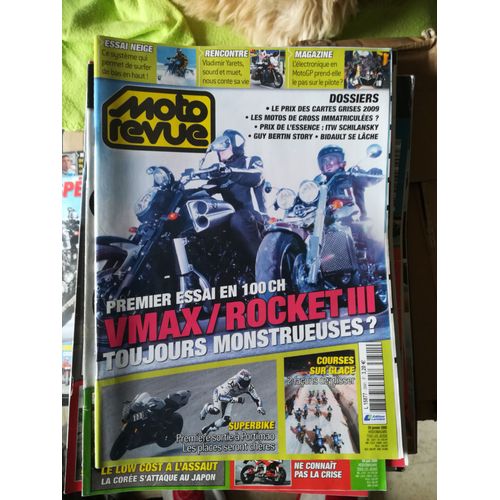 ESSAI NEIGE
Ce système qui
permet de surfer
de bas en haut !
RENCONTRE
Vladimir Yarets,
sourd et muet,
nous conte sa vie
MAGAZINE
L'électronique en
MotoGP prend-elle
le pas sur le pilote ?
Moto
revue
DOSSIERS
• LE PRIX DES CARTES GRISES 2009
• LES MOTOS DE CROSS IMMATRICULÉES ?
• PRIX DE L'ESSENCE : ITW SCHILANSKY
• GUY BERTIN STORY • BIDAULT SE LÂCHE
PREMIER ESSAI EN 100 CH
VMAX/ROCKET III
TOUJOURS MONSTRUEUSES ?
COURSES
SUR GLACE
glisser
SUPERBIKE
Première sortie à Portimao
Les places seront chères
LE LOW COST À L'ASSAUT
LA CORÉE S'ATTAQUE AU JAPON
NE CONNAÎT
PAS LA CRISE